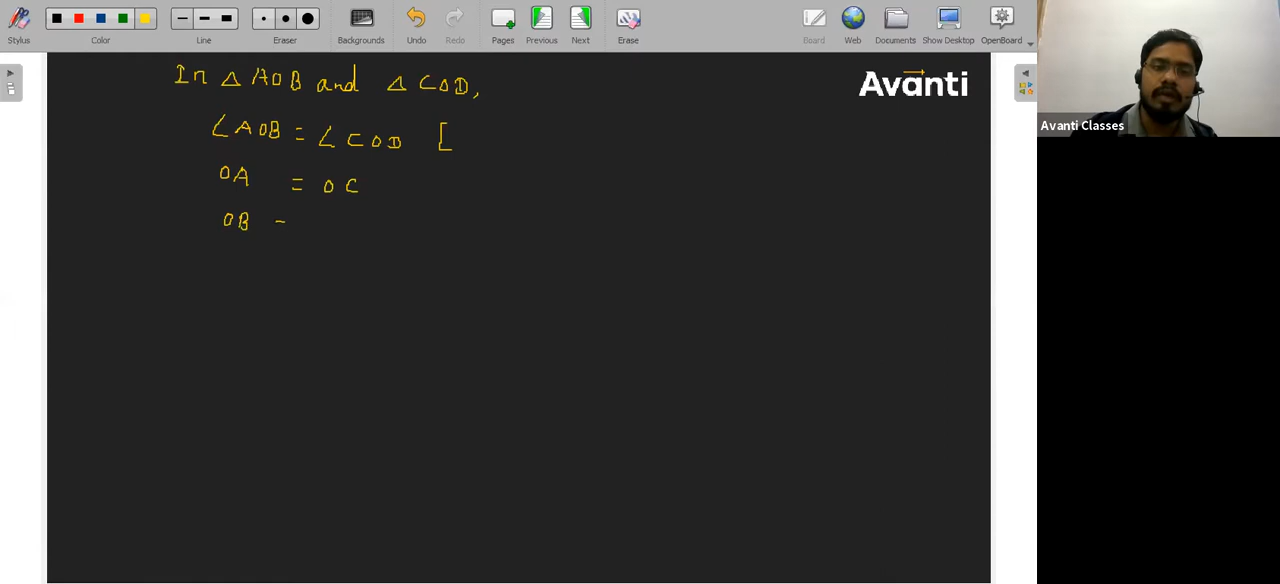 Stylus Color Line Eraser Backgrounds Undo Redo Pages Previous Next Erase Board Web Documents Show Desktop OpenBoard
In △ AOB and △ COD,
Avanti
Avanti Classes
∠AOB = ∠COD [
OA = OC
OB -